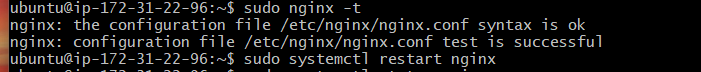 ubuntu@ip-172-31-22-96:~$ sudo nginx -t
nginx: the configuration file /etc/nginx/nginx.conf syntax is ok
nginx: configuration file /etc/nginx/nginx.conf test is successful
ubuntu@ip-172-31-22-96:~$ sudo systemctl restart nginx